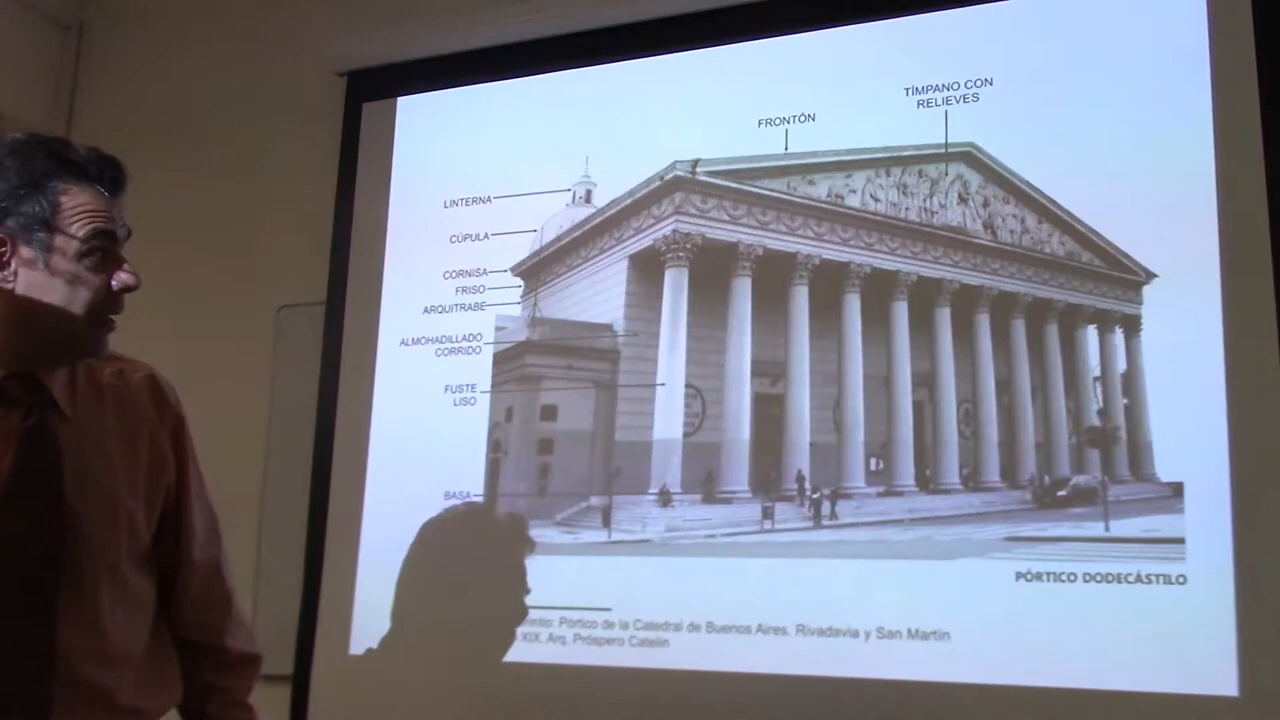 TÍMPANO CON
RELIEVES
FRONTÓN
LINTERNA
CÚPULA
CORNISA
FRISO
ARQUITRABE
ALMOHADILLADO
CORRIDO
FUSTE
LISO
BASA
PÓRTICO DODECÁSTILO
Pórtico de la Catedral de Buenos Aires. Rivadavia y San Martín
XIX. Arq. Próspero Catelin